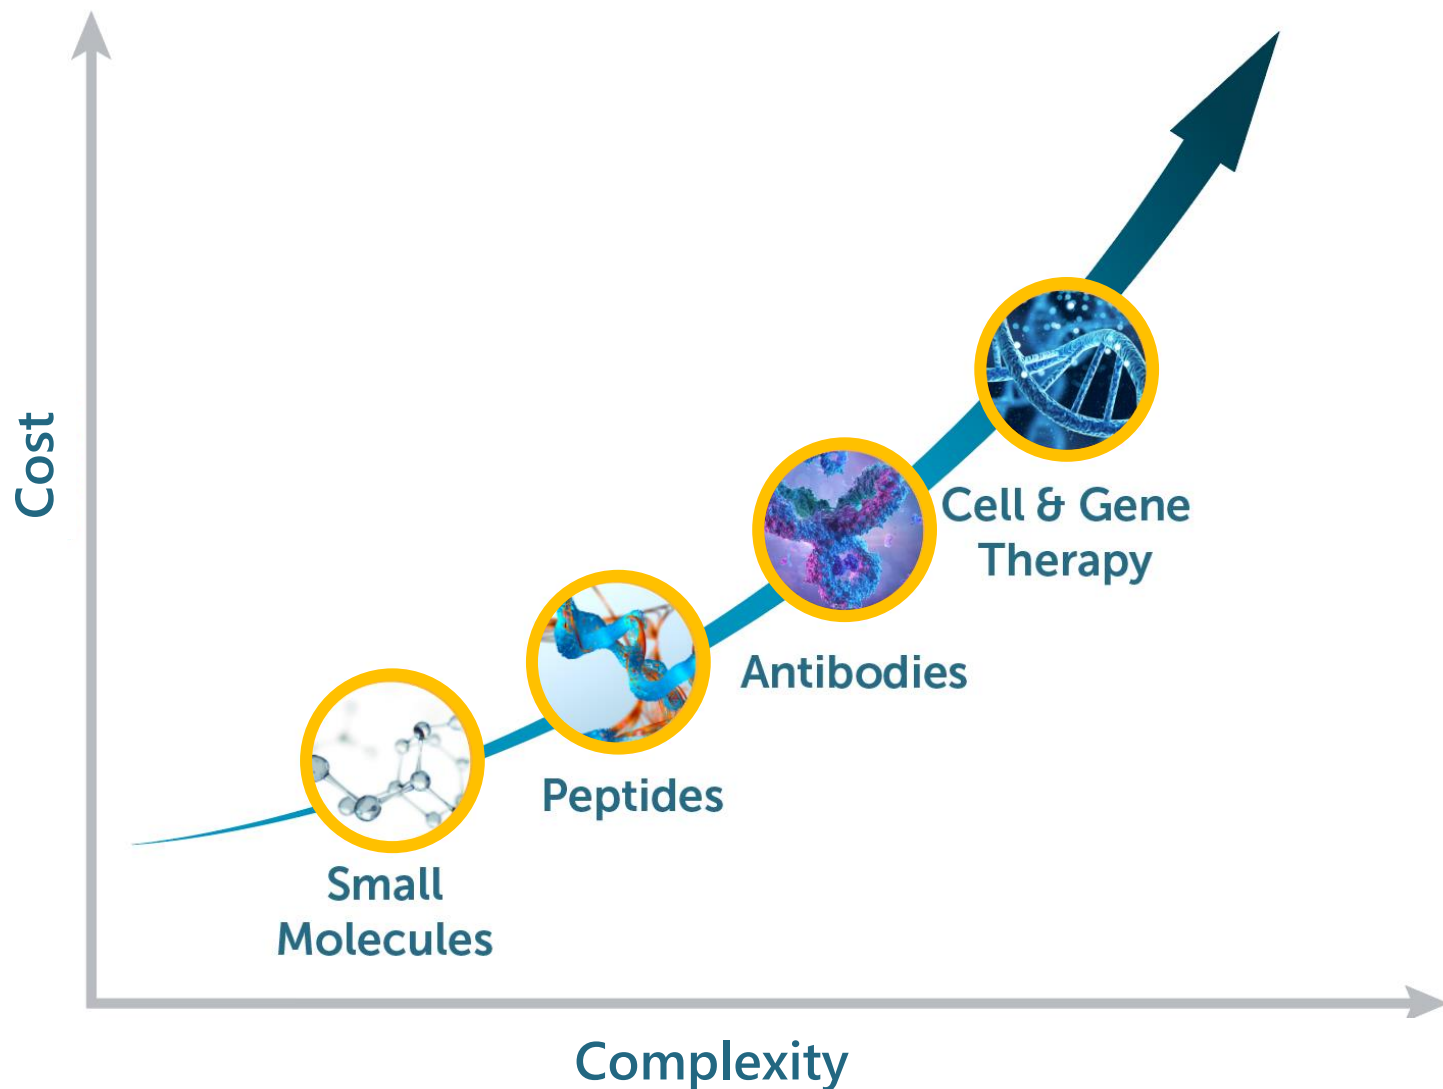 Cost
Cell & Gene
Therapy
Antibodies
Peptides
Small
Molecules
Complexity